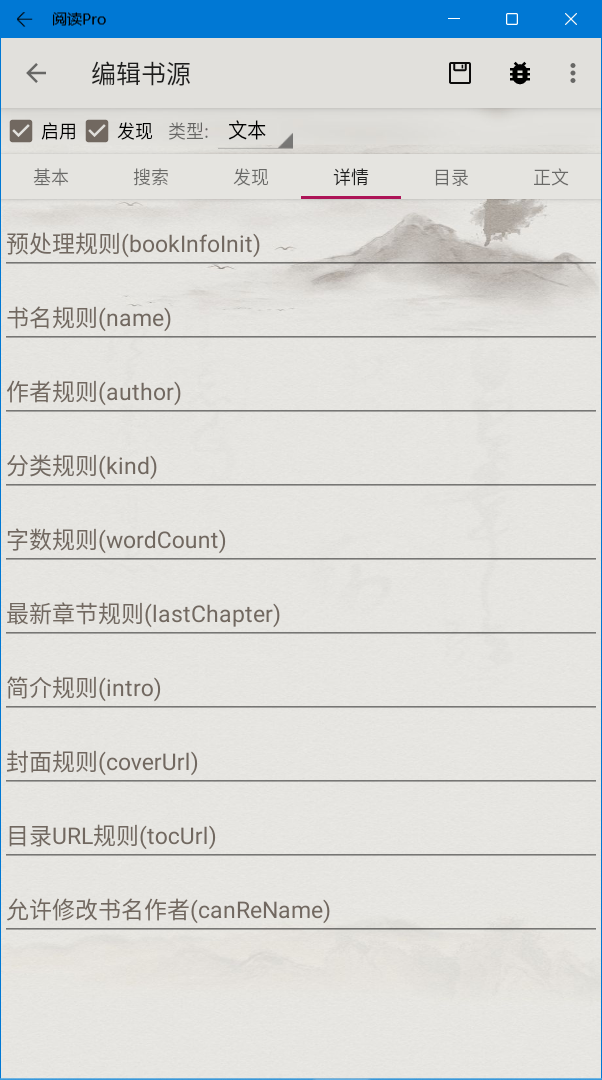 阅读Pro
编辑书源
启用 发现 类型: 文本
基本 搜索 发现 详情 目录 正文
预处理规则(bookInfoInit)
书名规则(name)
作者规则(author)
分类规则(kind)
字数规则(wordCount)
最新章节规则(lastChapter)
简介规则(intro)
封面规则(coverUrl)
目录URL规则(tocUrl)
允许修改书名作者(canReName)